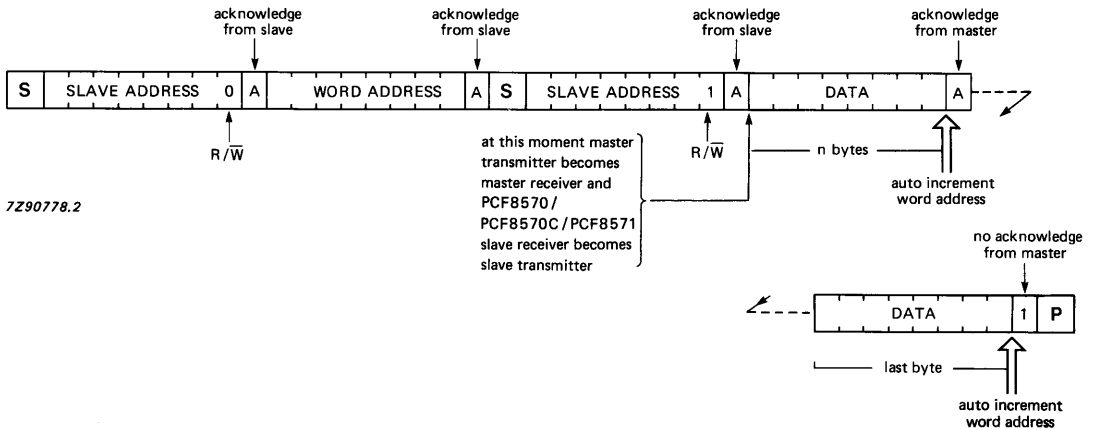 acknowledge
from slave
acknowledge
from slave
acknowledge
from slave
acknowledge
from master
S SLAVE ADDRESS 0 A WORD ADDRESS A S SLAVE ADDRESS 1 A DATA A
R/W̅
R/W̅
at this moment master
transmitter becomes
master receiver and
PCF8570/
PCF8570C/PCF8571
slave receiver becomes
slave transmitter
n bytes
auto increment
word address
7Z90778.2
no acknowledge
from master
DATA 1 P
last byte
auto increment
word address